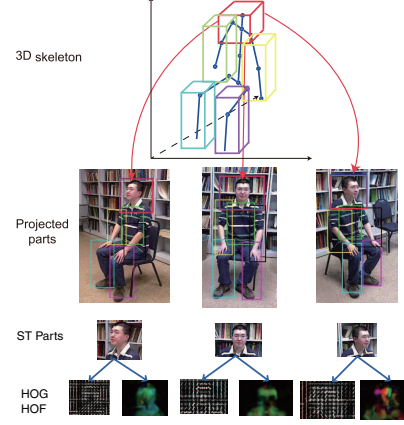 3D skeleton
Projected
parts
ST Parts
HOG
HOF